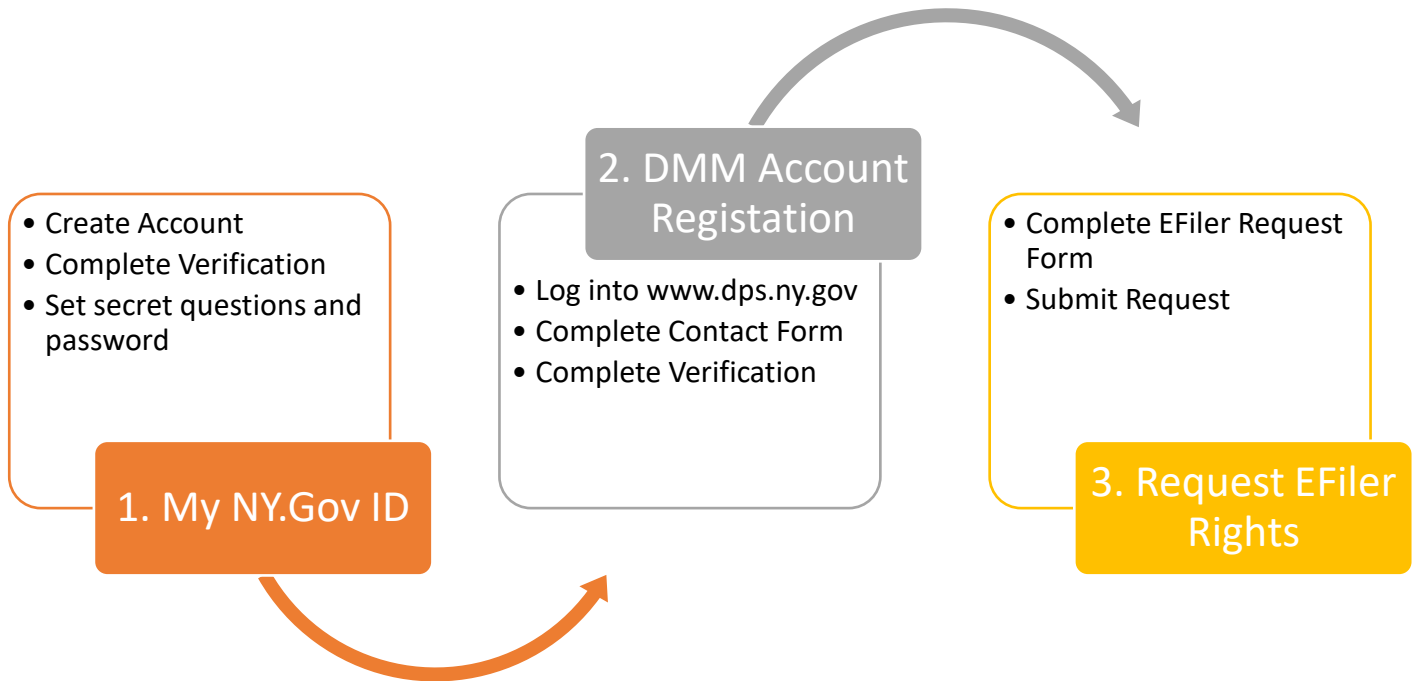 • Create Account
• Complete Verification
• Set secret questions and
password
1. My NY.Gov ID
2. DMM Account
Registation
• Log into www.dps.ny.gov
• Complete Contact Form
• Complete Verification
• Complete EFiler Request
Form
• Submit Request
3. Request EFiler
Rights